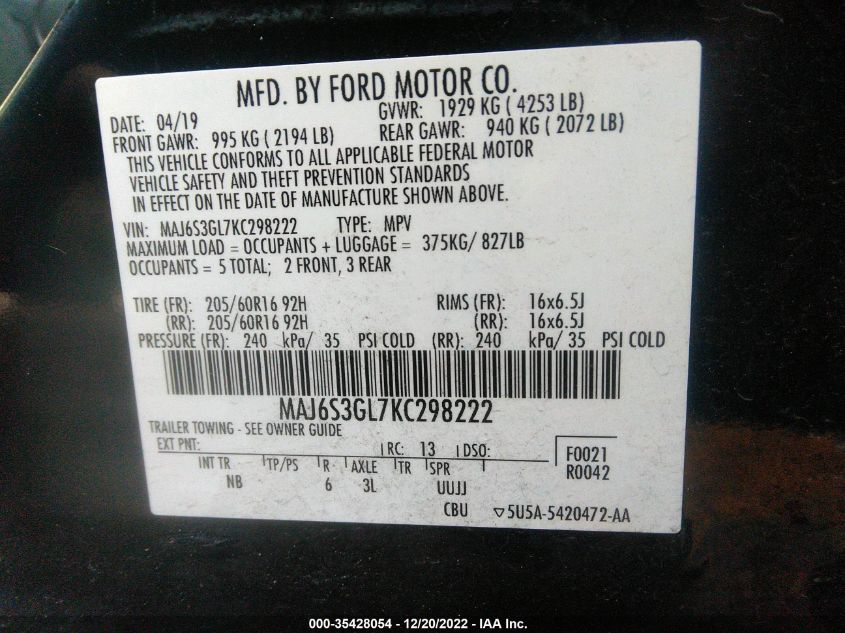 MFD. BY FORD MOTOR CO.
DATE: 04/19 GVWR: 1929 KG ( 4253 LB)
FRONT GAWR: 995 KG ( 2194 LB) REAR GAWR: 940 KG ( 2072 LB)
THIS VEHICLE CONFORMS TO ALL APPLICABLE FEDERAL MOTOR
VEHICLE SAFETY AND THEFT PREVENTION STANDARDS
IN EFFECT ON THE DATE OF MANUFACTURE SHOWN ABOVE.
VIN: MAJ6S3GL7KC298222 TYPE: MPV
MAXIMUM LOAD = OCCUPANTS + LUGGAGE = 375KG/ 827LB
OCCUPANTS = 5 TOTAL; 2 FRONT, 3 REAR
TIRE (FR): 205/60R16 92H RIMS (FR): 16x6.5J
(RR): 205/60R16 92H (RR): 16x6.5J
PRESSURE (FR): 240 kPa/ 35 PSI COLD (RR): 240 kPa/ 35 PSI COLD
MAJ6S3GL7KC298222
TRAILER TOWING - SEE OWNER GUIDE
EXT PNT: RC: 13 DSO: F0021
R0042
INT TR TP/PS R AXLE TR SPR
NB 6 3L UUJJ
CBU ▽5U5A-5420472-AA
000-35428054 - 12/20/2022 - IAA Inc.